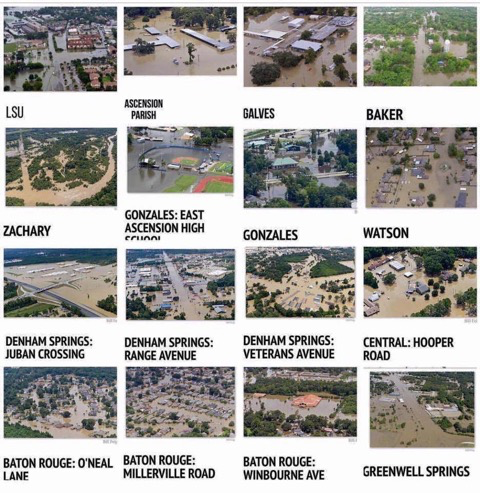 LSU
ASCENSION
PARISH
GALVES
BAKER
ZACHARY
GONZALES: EAST
ASCENSION HIGH
SCHOOL
GONZALES
WATSON
DENHAM SPRINGS:
JUBAN CROSSING
DENHAM SPRINGS:
RANGE AVENUE
DENHAM SPRINGS:
VETERANS AVENUE
CENTRAL: HOOPER
ROAD
BATON ROUGE: O'NEAL
LANE
BATON ROUGE:
MILLERVILLE ROAD
BATON ROUGE:
WINBOURNE AVE
GREENWELL SPRINGS